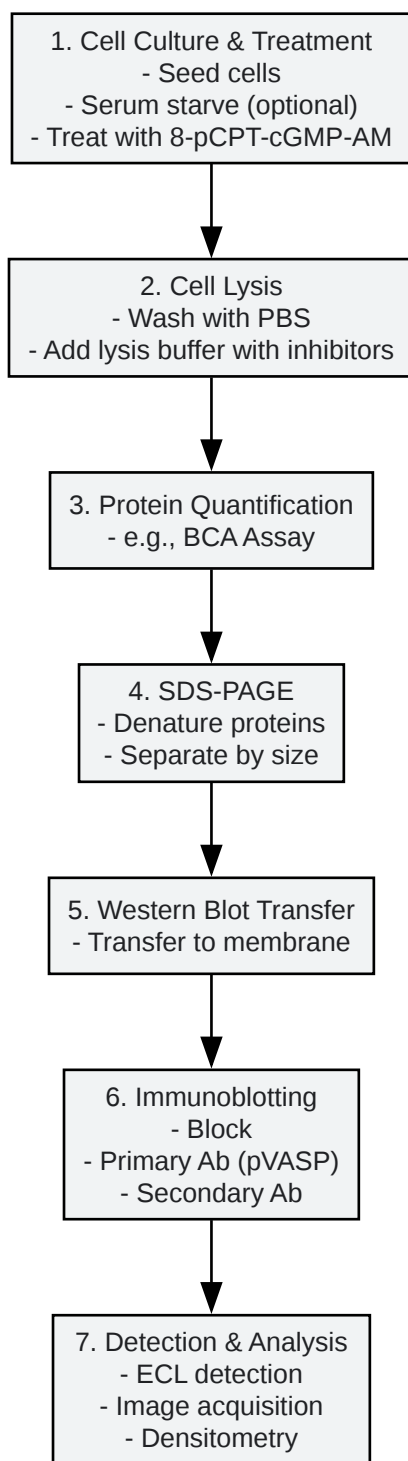 1. Cell Culture & Treatment
- Seed cells
- Serum starve (optional)
- Treat with 8-pCPT-cGMP-AM
2. Cell Lysis
- Wash with PBS
- Add lysis buffer with inhibitors
3. Protein Quantification
- e.g., BCA Assay
4. SDS-PAGE
- Denature proteins
- Separate by size
5. Western Blot Transfer
- Transfer to membrane
6. Immunoblotting
- Block
- Primary Ab (pVASP)
- Secondary Ab
7. Detection & Analysis
- ECL detection
- Image acquisition
- Densitometry